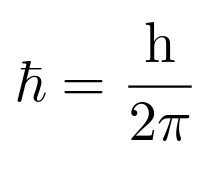 ℏ = h/2π